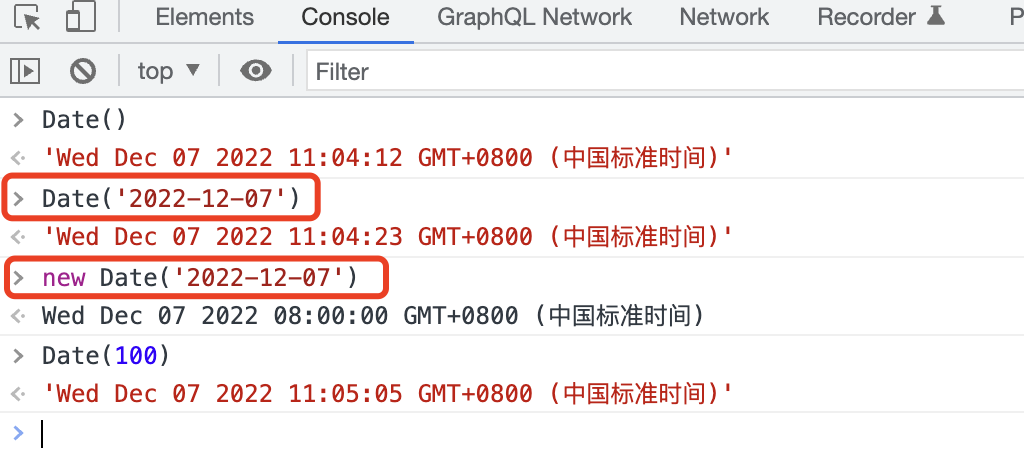 Elements Console GraphQL Network Network Recorder P
top ▼ Filter
> Date()
<· 'Wed Dec 07 2022 11:04:12 GMT+0800 (中国标准时间)'
> Date('2022-12-07')
<· 'Wed Dec 07 2022 11:04:23 GMT+0800 (中国标准时间)'
> new Date('2022-12-07')
<· Wed Dec 07 2022 08:00:00 GMT+0800 (中国标准时间)
> Date(100)
<· 'Wed Dec 07 2022 11:05:05 GMT+0800 (中国标准时间)'
>